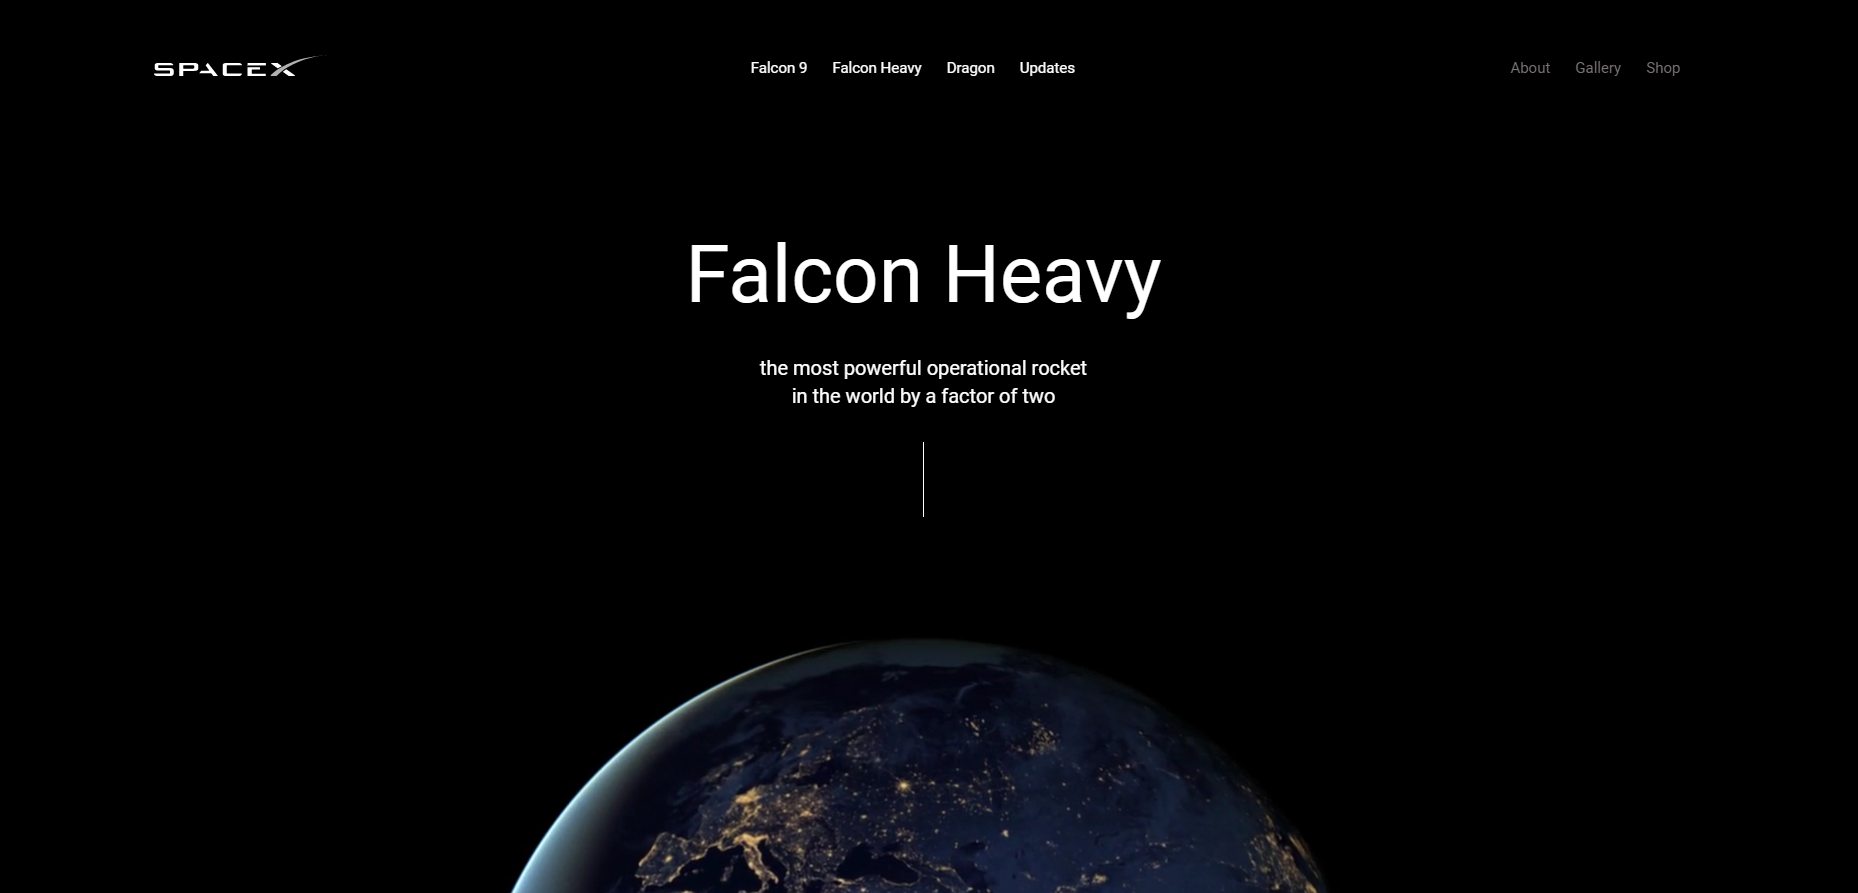 SPACEX
Falcon 9 Falcon Heavy Dragon Updates
About Gallery Shop
Falcon Heavy
the most powerful operational rocket
in the world by a factor of two